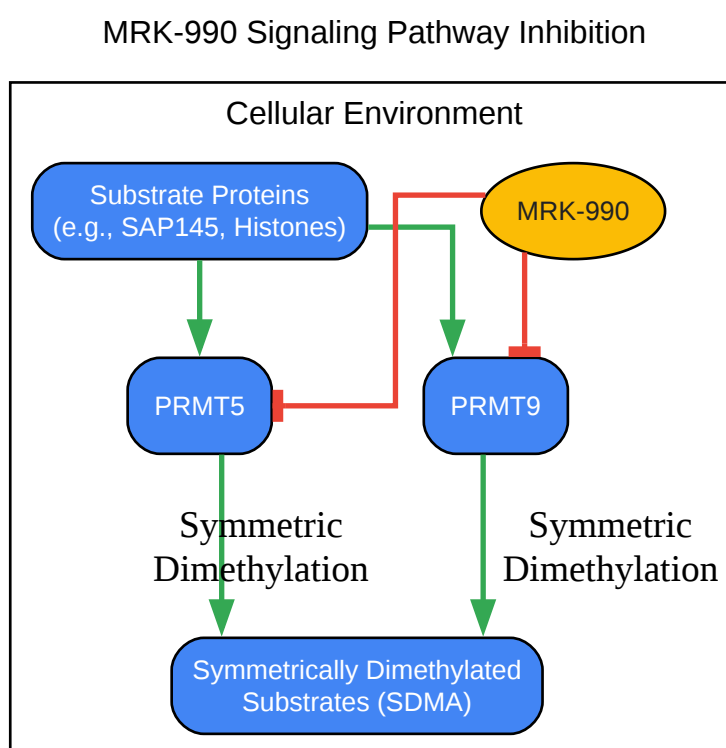 MRK-990 Signaling Pathway Inhibition
Cellular Environment
Substrate Proteins
(e.g., SAP145, Histones)
MRK-990
PRMT5
PRMT9
Symmetric
Dimethylation
Symmetric
Dimethylation
Symmetrically Dimethylated
Substrates (SDMA)